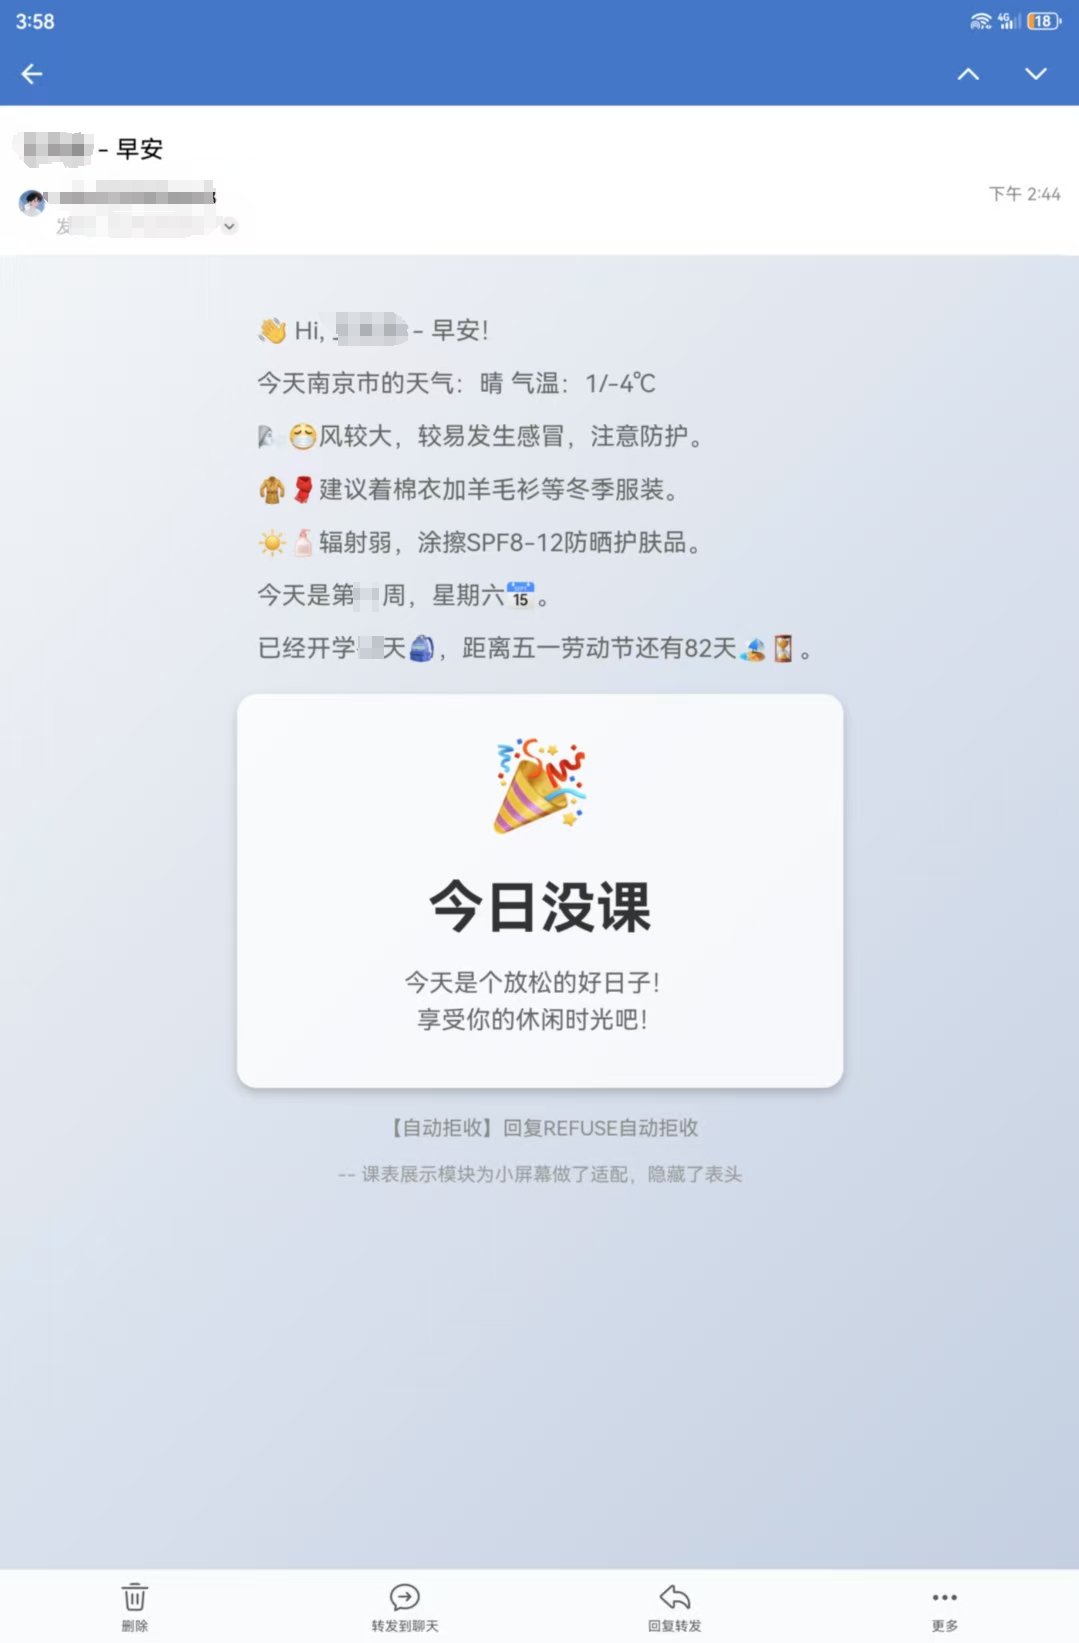 3:58
4G
18
- 早安
下午 2:44
发
👋 Hi, - 早安!
今天南京市的天气：晴 气温：1/-4℃
🌬️😷风较大，较易发生感冒，注意防护。
🧥🧣建议着棉衣加羊毛衫等冬季服装。
☀️🧴辐射弱，涂擦SPF8-12防晒护肤品。
今天是第 周，星期六15。
已经开学 天🎒，距离五一劳动节还有82天🏖️⏳。
今日没课
今天是个放松的好日子！
享受你的休闲时光吧！
【自动拒收】回复REFUSE自动拒收
-- 课表展示模块为小屏幕做了适配，隐藏了表头
删除
转发到聊天
回复转发
更多